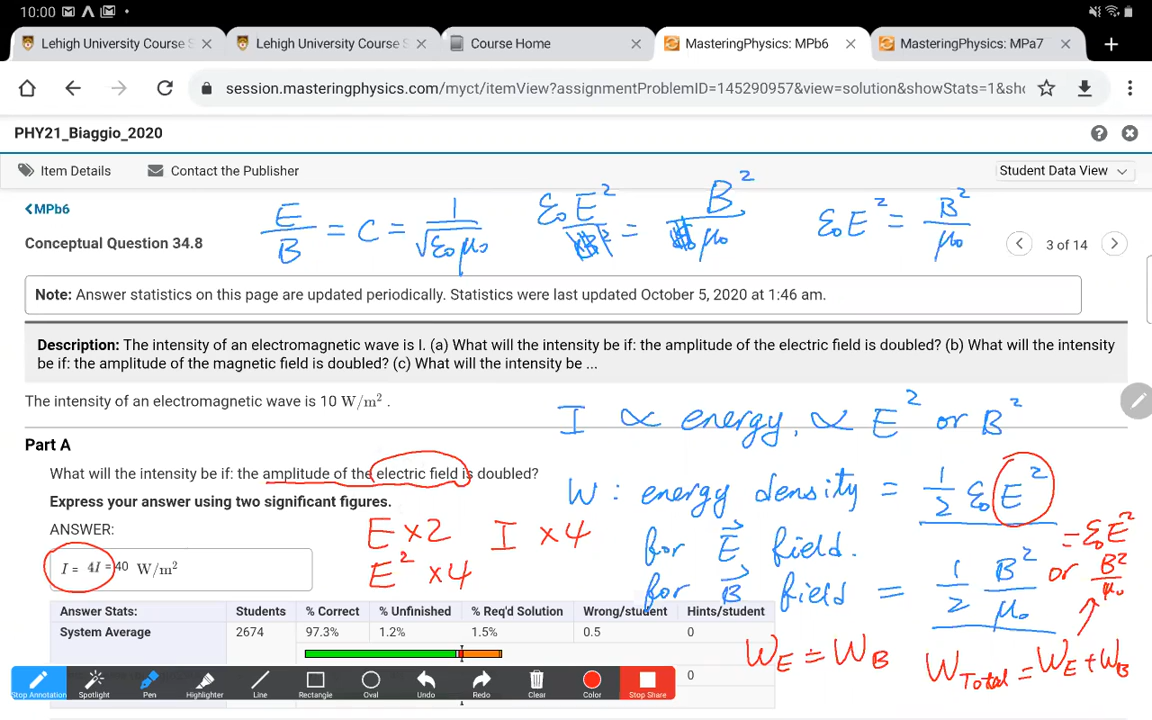 10:00
Lehigh University Course S
Lehigh University Course S
Course Home
MasteringPhysics: MPb6
MasteringPhysics: MPa7
session.masteringphysics.com/myct/itemView?assignmentProblemID=145290957&view=solution&showStats=1&shc
PHY21_Biaggio_2020
Item Details
Contact the Publisher
Student Data View
<MPb6
E/B = C = 1/√ε₀μ₀
ε₀E² = B²/μ₀
ε₀E² = B²/μ₀
Conceptual Question 34.8
3 of 14
Note: Answer statistics on this page are updated periodically. Statistics were last updated October 5, 2020 at 1:46 am.
Description: The intensity of an electromagnetic wave is I. (a) What will the intensity be if: the amplitude of the electric field is doubled? (b) What will the intensity
be if: the amplitude of the magnetic field is doubled? (c) What will the intensity be ...
The intensity of an electromagnetic wave is 10 W/m².
I ∝ energy, ∝ E² or B²
Part A
What will the intensity be if: the amplitude of the electric field is doubled?
W: energy density = 1/2 ε₀E²
Express your answer using two significant figures.
ANSWER:
E×2 I ×4
for E⃗ field.
= ε₀E²
I = 4I = 40 W/m²
E² ×4
for B⃗ field = 1/2 B²/μ₀
or B²/μ₀
Answer Stats:
Students
% Correct
% Unfinished
% Req'd Solution
Wrong/student
Hints/student
System Average
2674
97.3%
1.2%
1.5%
0.5
0
W_E = W_B
W_Total = W_E + W_B
0
Stop Annotation
Spotlight
Pen
Highlighter
Line
Rectangle
Oval
Undo
Redo
Clear
Color
Stop Share